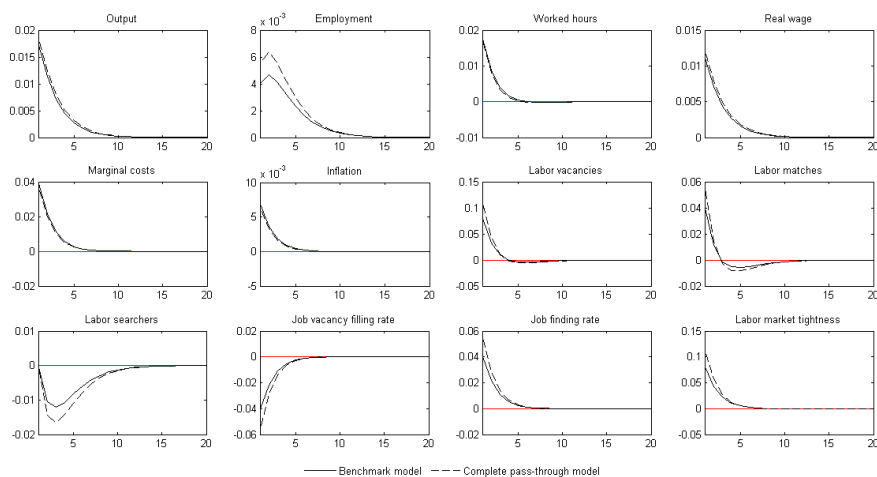 Output
Employment
Worked hours
Real wage
0.02
0.015
0.01
0.005
0
5 10 15 20
8 x 10⁻³
6
4
2
0
5 10 15 20
0.02
0.01
0
-0.01
5 10 15 20
0.02
0.015
0.01
0.005
0
5 10 15 20
Marginal costs
Inflation
Labor vacancies
Labor matches
0.04
0.02
0
-0.02
5 10 15 20
10 x 10⁻³
5
0
-5
5 10 15 20
0.15
0.1
0.05
0
-0.05
5 10 15 20
0.06
0.04
0.02
0
-0.02
5 10 15 20
Labor searchers
Job vacancy filling rate
Job finding rate
Labor market tightness
0.01
0
-0.01
-0.02
5 10 15 20
0.02
0
-0.02
-0.04
-0.06
5 10 15 20
0.06
0.04
0.02
0
-0.02
5 10 15 20
0.15
0.1
0.05
0
-0.05
5 10 15 20
Benchmark model Complete pass-through model